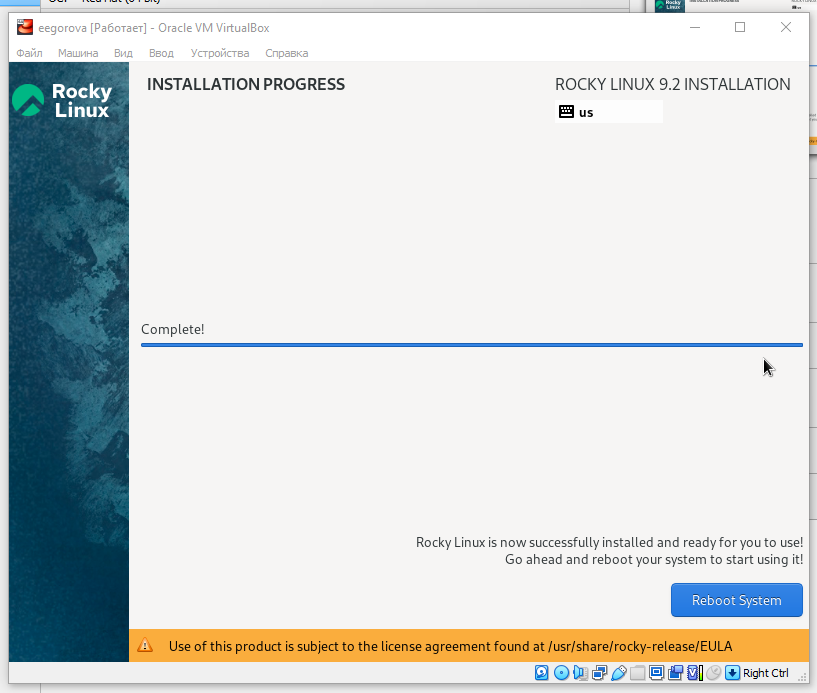 eegorova [Работает] - Oracle VM VirtualBox
Файл Машина Вид Ввод Устройства Справка
Rocky
Linux
INSTALLATION PROGRESS
ROCKY LINUX 9.2 INSTALLATION
us
Complete!
Rocky Linux is now successfully installed and ready for you to use!
Go ahead and reboot your system to start using it!
Reboot System
Use of this product is subject to the license agreement found at /usr/share/rocky-release/EULA
Right Ctrl